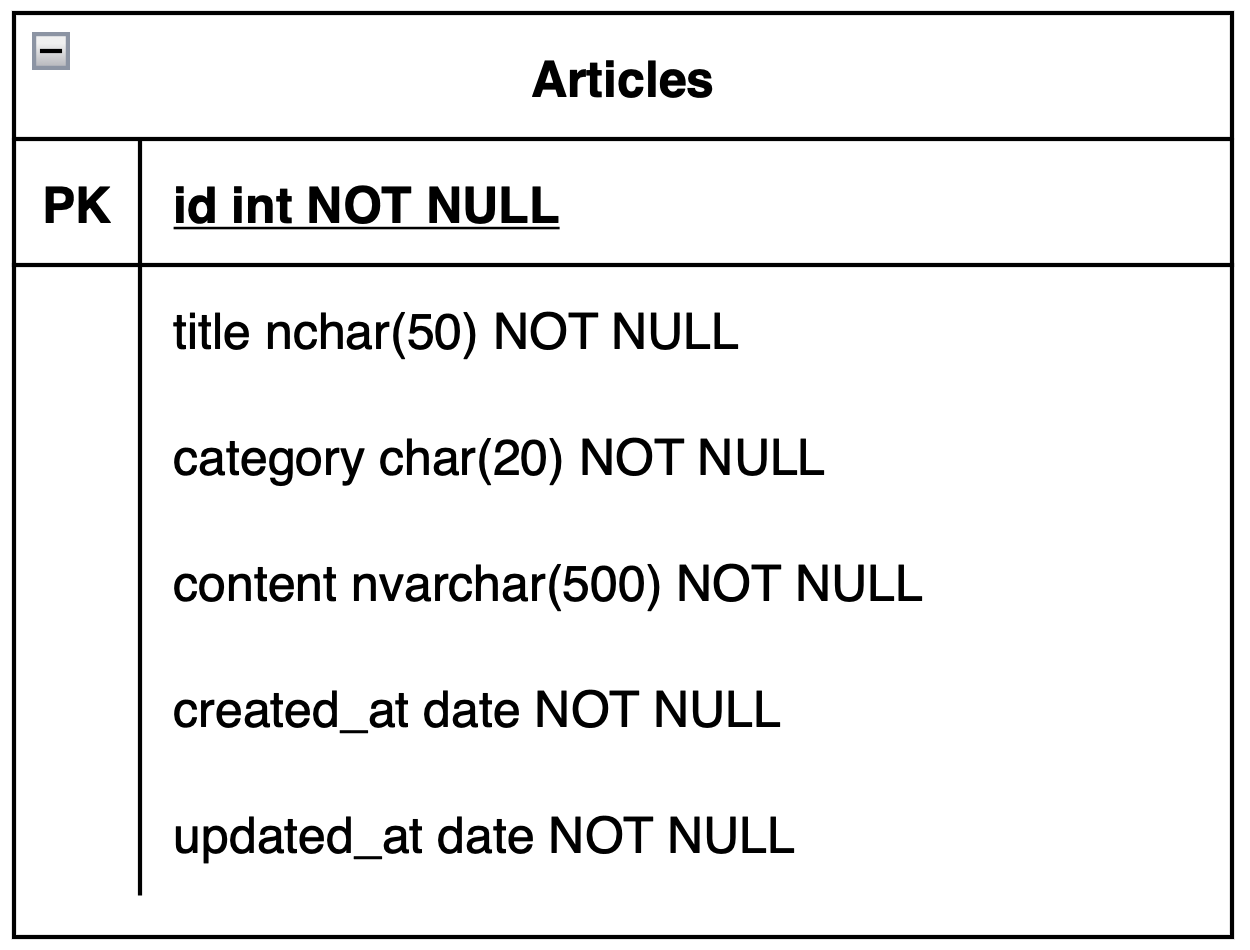 Articles
PK id int NOT NULL
title nchar(50) NOT NULL
category char(20) NOT NULL
content nvarchar(500) NOT NULL
created_at date NOT NULL
updated_at date NOT NULL